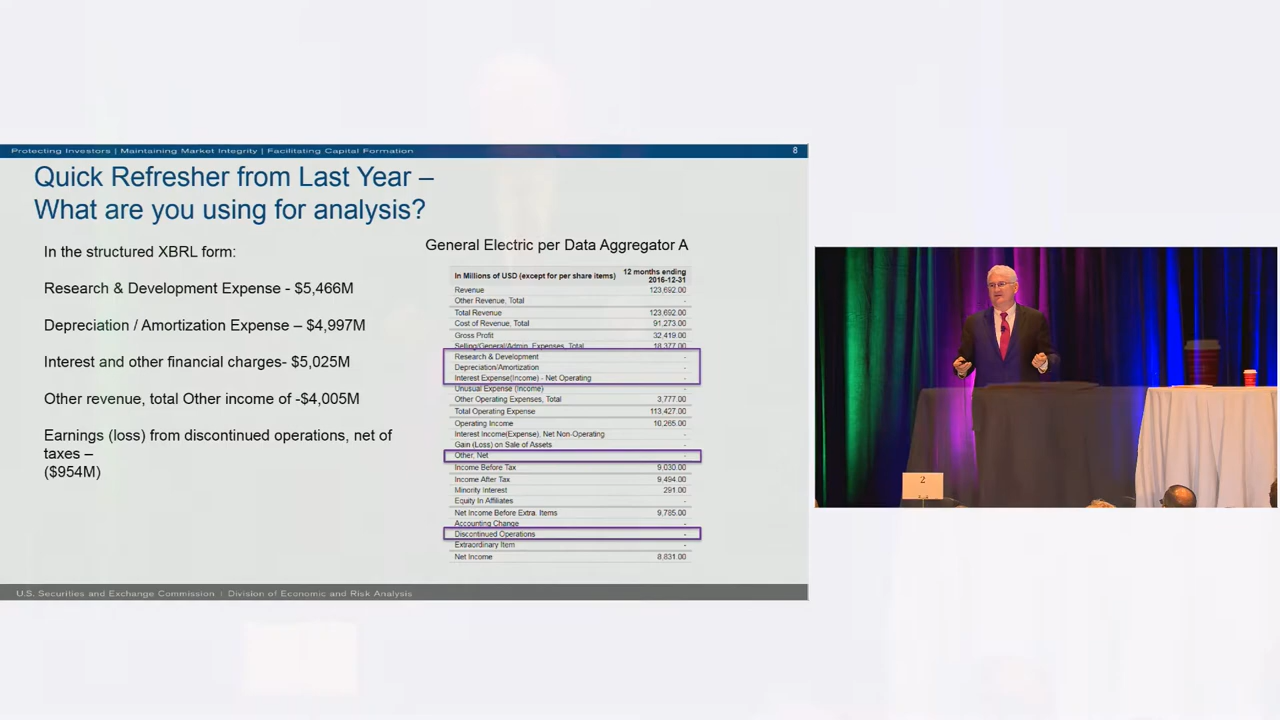 Protecting Investors | Maintaining Market Integrity | Facilitating Capital Formation
8
Quick Refresher from Last Year –
What are you using for analysis?
In the structured XBRL form:
Research & Development Expense - $5,466M
Depreciation / Amortization Expense – $4,997M
Interest and other financial charges- $5,025M
Other revenue, total Other income of -$4,005M
Earnings (loss) from discontinued operations, net of
taxes –
($954M)
General Electric per Data Aggregator A
In Millions of USD (except for per share items) 12 months ending
2016-12-31
Revenue 123,692.00
Other Revenue, Total -
Total Revenue 123,692.00
Cost of Revenue, Total 91,273.00
Gross Profit 32,419.00
Selling/General/Admin. Expenses, Total 18,377.00
Research & Development -
Depreciation/Amortization -
Interest Expense(Income) - Net Operating -
Unusual Expense (Income) -
Other Operating Expenses, Total 3,777.00
Total Operating Expense 113,427.00
Operating Income 10,265.00
Interest Income(Expense), Net Non-Operating -
Gain (Loss) on Sale of Assets -
Other, Net -
Income Before Tax 9,030.00
Income After Tax 9,494.00
Minority Interest 291.00
Equity In Affiliates -
Net Income Before Extra. Items 9,785.00
Accounting Change -
Discontinued Operations -
Extraordinary Item -
Net Income 8,831.00
U.S. Securities and Exchange Commission | Division of Economic and Risk Analysis
2